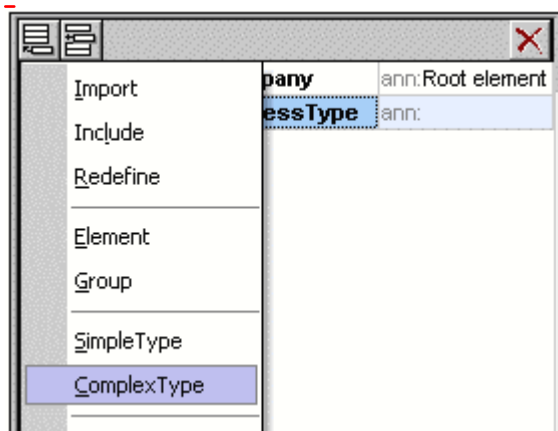 pany ann:Root element
essType ann:
Import
Include
Redefine
Element
Group
SimpleType
ComplexType